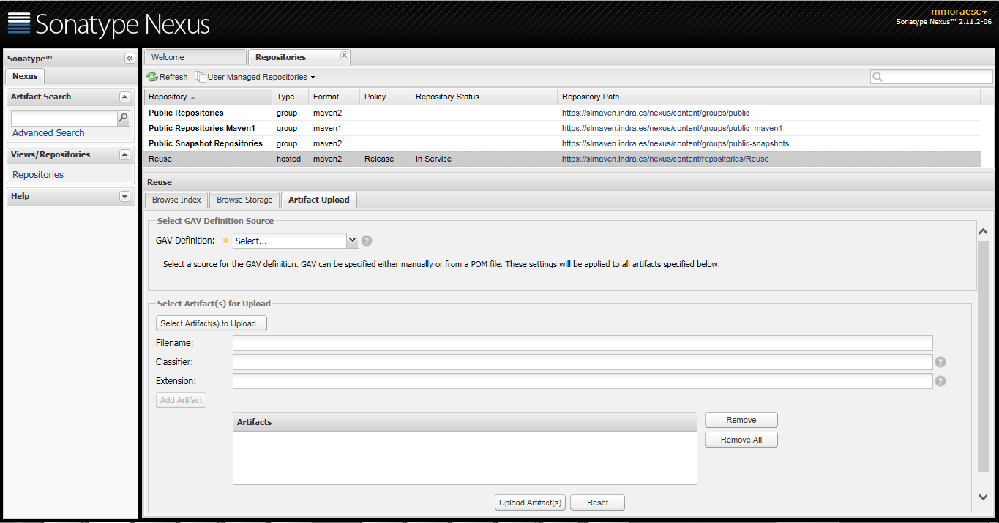 Sonatype Nexus
mmoraesc
Sonatype Nexus™ 2.11.2-06
Sonatype™
Nexus
Artifact Search
Advanced Search
Views/Repositories
Repositories
Help
Welcome
Repositories
Refresh
User Managed Repositories
Repository Type Format Policy Repository Status Repository Path
Public Repositories group maven2 https://slmaven.indra.es/nexus/content/groups/public
Public Repositories Maven1 group maven1 https://slmaven.indra.es/nexus/content/groups/public_maven1
Public Snapshot Repositories group maven2 https://slmaven.indra.es/nexus/content/groups/public-snapshots
Reuse hosted maven2 Release In Service https://slmaven.indra.es/nexus/content/repositories/Reuse
Reuse
Browse Index Browse Storage Artifact Upload
Select GAV Definition Source
GAV Definition: Select...
Select a source for the GAV definition. GAV can be specified either manually or from a POM file. These settings will be applied to all artifacts specified below.
Select Artifact(s) for Upload
Select Artifact(s) to Upload...
Filename:
Classifier:
Extension:
Add Artifact
Artifacts
Remove
Remove All
Upload Artifact(s) Reset